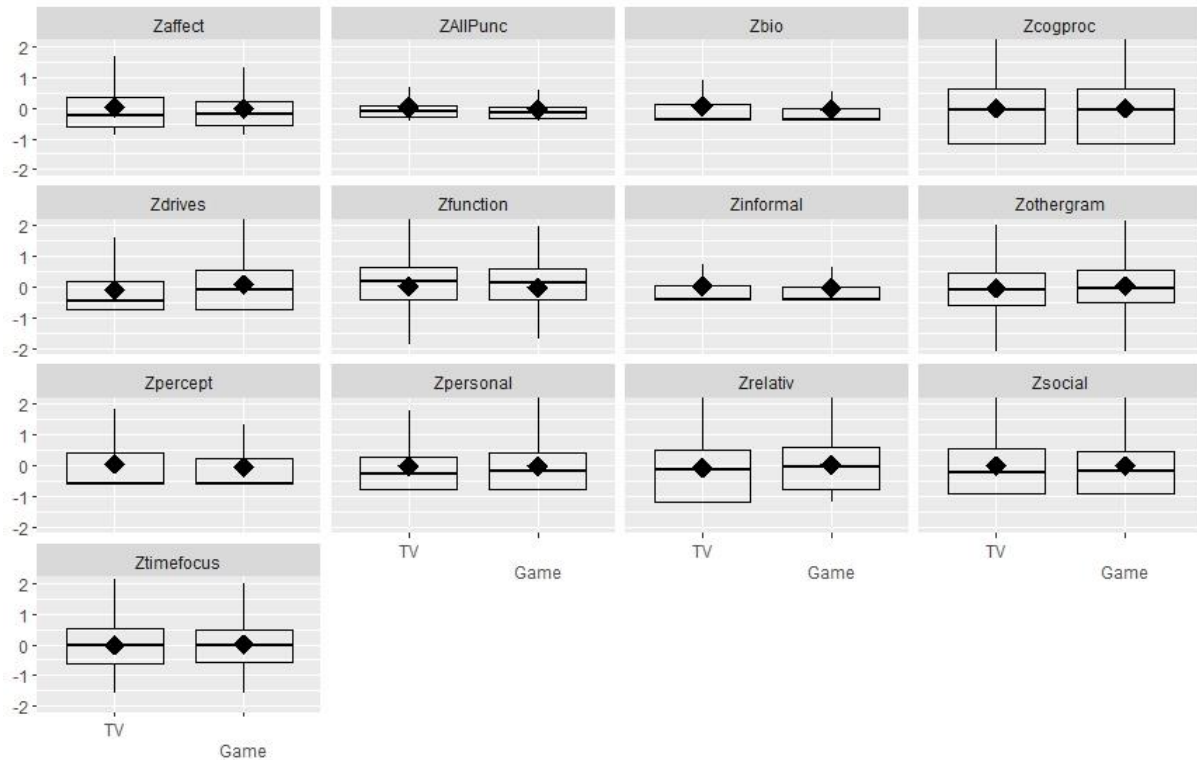 Zaffect
ZAllPunc
Zbio
Zcogproc
2
1
0
-1
-2
Zdrives
Zfunction
Zinformal
Zothergram
2
1
0
-1
-2
Zpercept
Zpersonal
Zrelativ
Zsocial
2
1
0
-1
-2
TV
Game
TV
Game
TV
Game
Ztimefocus
2
1
0
-1
-2
TV
Game